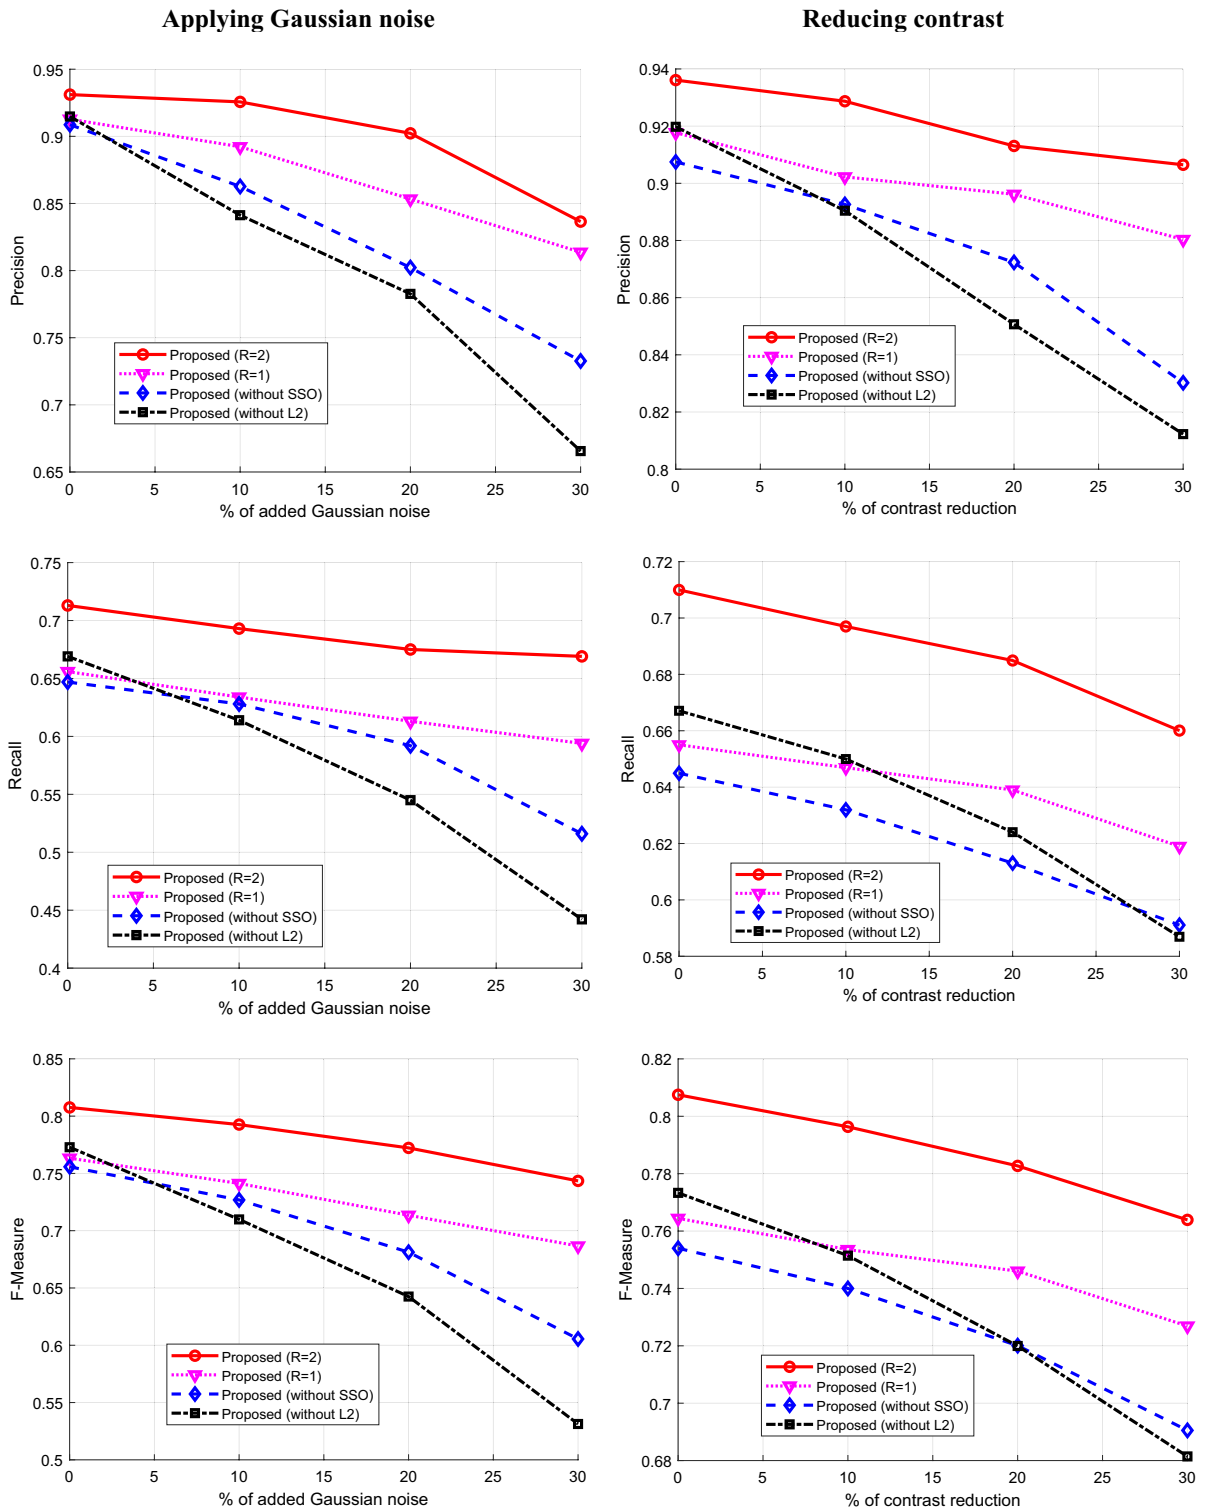 Applying Gaussian noise
Reducing contrast
0.95
0.9
0.85
0.8
0.75
0.7
0.65
Precision
Proposed (R=2)
Proposed (R=1)
Proposed (without SSO)
Proposed (without L2)
0 5 10 15 20 25 30
% of added Gaussian noise
0.94
0.92
0.9
0.88
0.86
0.84
0.82
0.8
Precision
Proposed (R=2)
Proposed (R=1)
Proposed (without SSO)
Proposed (without L2)
0 5 10 15 20 25 30
% of contrast reduction
0.75
0.7
0.65
0.6
0.55
0.5
0.45
0.4
Recall
Proposed (R=2)
Proposed (R=1)
Proposed (without SSO)
Proposed (without L2)
0 5 10 15 20 25 30
% of added Gaussian noise
0.72
0.7
0.68
0.66
0.64
0.62
0.6
0.58
Recall
Proposed (R=2)
Proposed (R=1)
Proposed (without SSO)
Proposed (without L2)
0 5 10 15 20 25 30
% of contrast reduction
0.85
0.8
0.75
0.7
0.65
0.6
0.55
0.5
F-Measure
Proposed (R=2)
Proposed (R=1)
Proposed (without SSO)
Proposed (without L2)
0 5 10 15 20 25 30
% of added Gaussian noise
0.82
0.8
0.78
0.76
0.74
0.72
0.7
0.68
F-Measure
Proposed (R=2)
Proposed (R=1)
Proposed (without SSO)
Proposed (without L2)
0 5 10 15 20 25 30
% of contrast reduction